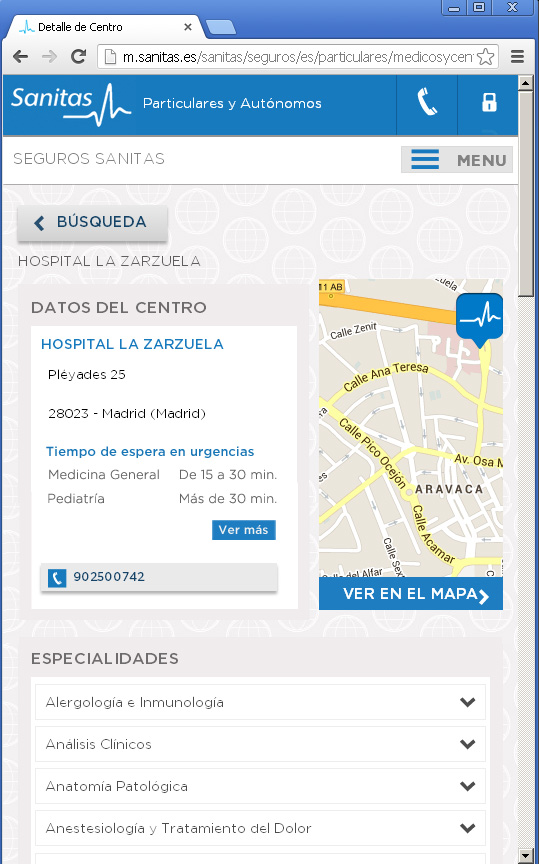 Detalle de Centro
m.sanitas.es/sanitas/seguros/es/particulares/medicosycen
Sanitas
Particulares y Autónomos
SEGUROS SANITAS
MENU
BÚSQUEDA
HOSPITAL LA ZARZUELA
DATOS DEL CENTRO
HOSPITAL LA ZARZUELA
Pléyades 25
28023 - Madrid (Madrid)
Tiempo de espera en urgencias
Medicina General De 15 a 30 min.
Pediatría Más de 30 min.
Ver más
902500742
11 AB
Calle Zenit
Calle Ana Teresa
Calle Pico Ocejón
Av. Osa M
ARAVACA
Calle Acamar
Calle Sex
del Alfar
VER EN EL MAPA
ESPECIALIDADES
Alergología e Inmunología
Análisis Clínicos
Anatomía Patológica
Anestesiología y Tratamiento del Dolor